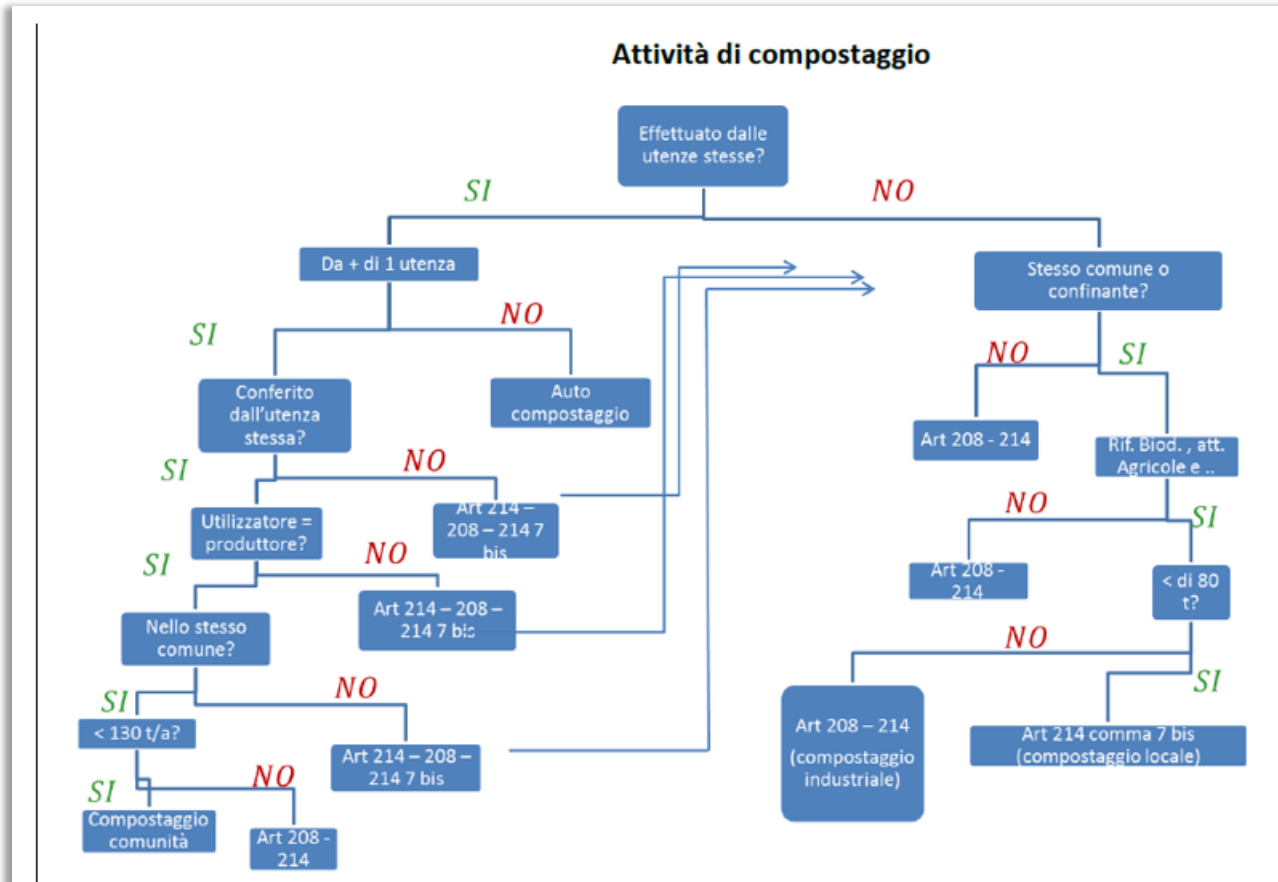 Attività di compostaggio
Effettuato dalle
utenze stesse?
SI
NO
Da + di 1 utenza
Stesso comune o
confinante?
SI
NO
NO
SI
Conferito
dall'utenza
stessa?
Auto
compostaggio
Art 208 - 214
Rif. Biod. , att.
Agricole e ..
SI
NO
NO
SI
Utilizzatore =
produttore?
Art 214 –
208 – 214 7
bis
Art 208 -
214
< di 80
t?
SI
NO
Nello stesso
comune?
Art 214 – 208 –
214 7 bis
NO
SI
SI
NO
< 130 t/a?
Art 214 – 208 –
214 7 bis
Art 208 – 214
(compostaggio
industriale)
Art 214 comma 7 bis
(compostaggio locale)
SI
NO
Compostaggio
comunità
Art 208 -
214